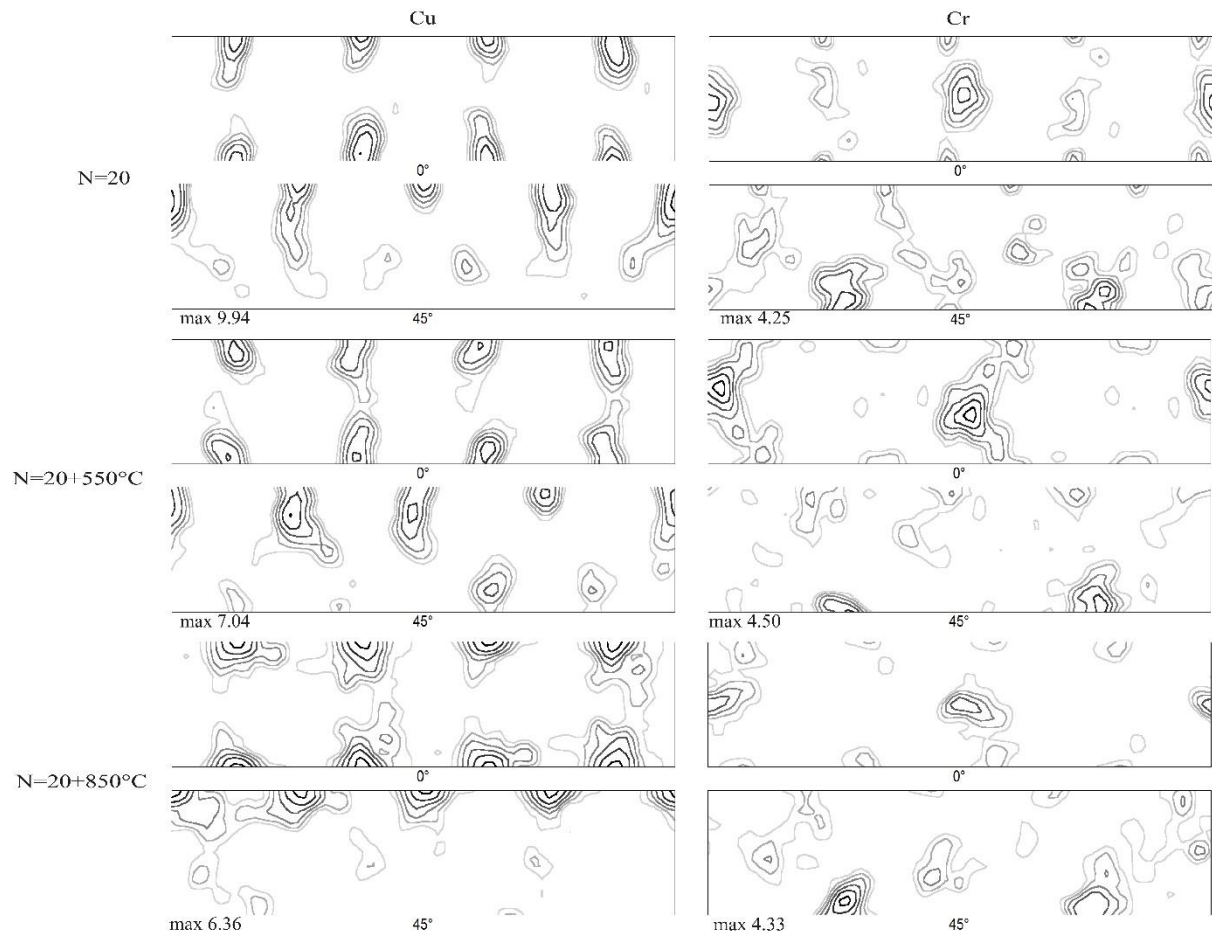 Cu Cr
0° 0°
N=20
max 9.94 45° max 4.25 45°
0° 0°
N=20+550°C
max 7.04 45° max 4.50 45°
0° 0°
N=20+850°C
max 6.36 45° max 4.33 45°